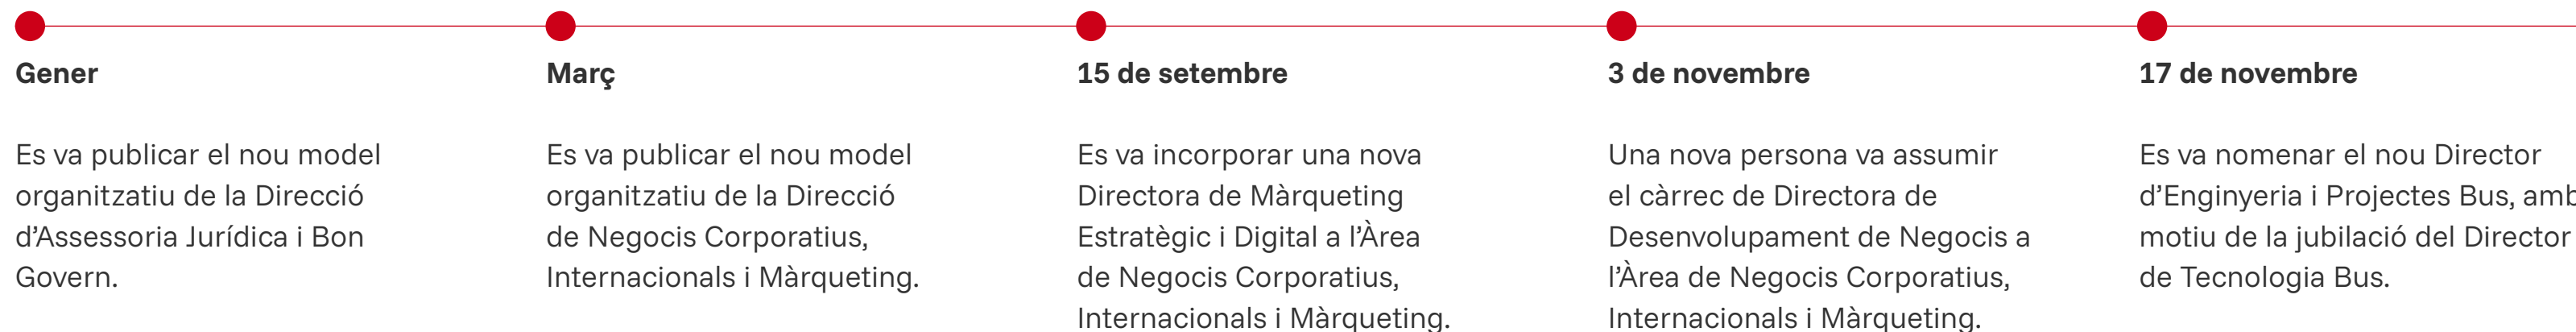 Gener
Es va publicar el nou model
organitzatiu de la Direcció
d’Assessoria Jurídica i Bon
Govern.
Març
Es va publicar el nou model
organitzatiu de la Direcció
de Negocis Corporatius,
Internacionals i Màrqueting.
15 de setembre
Es va incorporar una nova
Directora de Màrqueting
Estratègic i Digital a l’Àrea
de Negocis Corporatius,
Internacionals i Màrqueting.
3 de novembre
Una nova persona va assumir
el càrrec de Directora de
Desenvolupament de Negocis a
l’Àrea de Negocis Corporatius,
Internacionals i Màrqueting.
17 de novembre
Es va nomenar el nou Director
d’Enginyeria i Projectes Bus, amb
motiu de la jubilació del Director
de Tecnologia Bus.